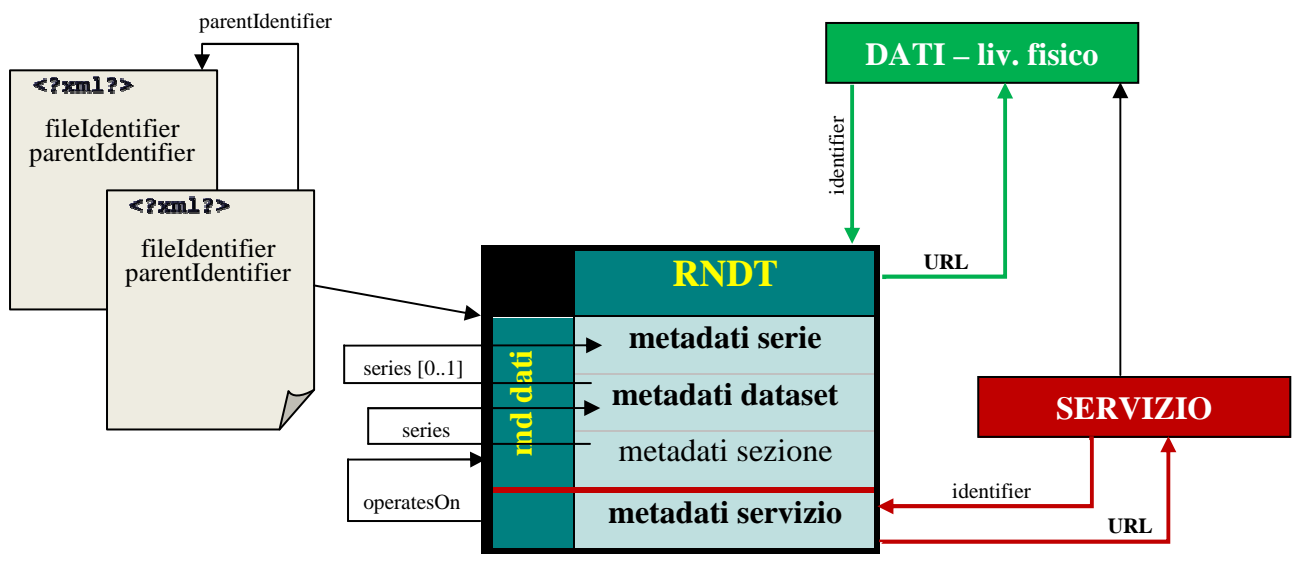 parentIdentifier
<?xml?>
fileIdentifier
parentIdentifier
<?xml?>
fileIdentifier
parentIdentifier
DATI – liv. fisico
identifier
URL
RNDT
rnd dati
metadati serie
metadati dataset
metadati sezione
metadati servizio
series [0..1]
series
operatesOn
SERVIZIO
identifier
URL